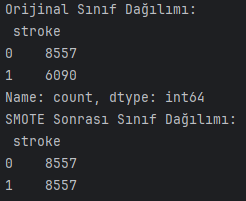 Orijinal Sınıf Dağılımı:
stroke
0    8557
1    6090
Name: count, dtype: int64
SMOTE Sonrası Sınıf Dağılımı:
stroke
0    8557
1    8557